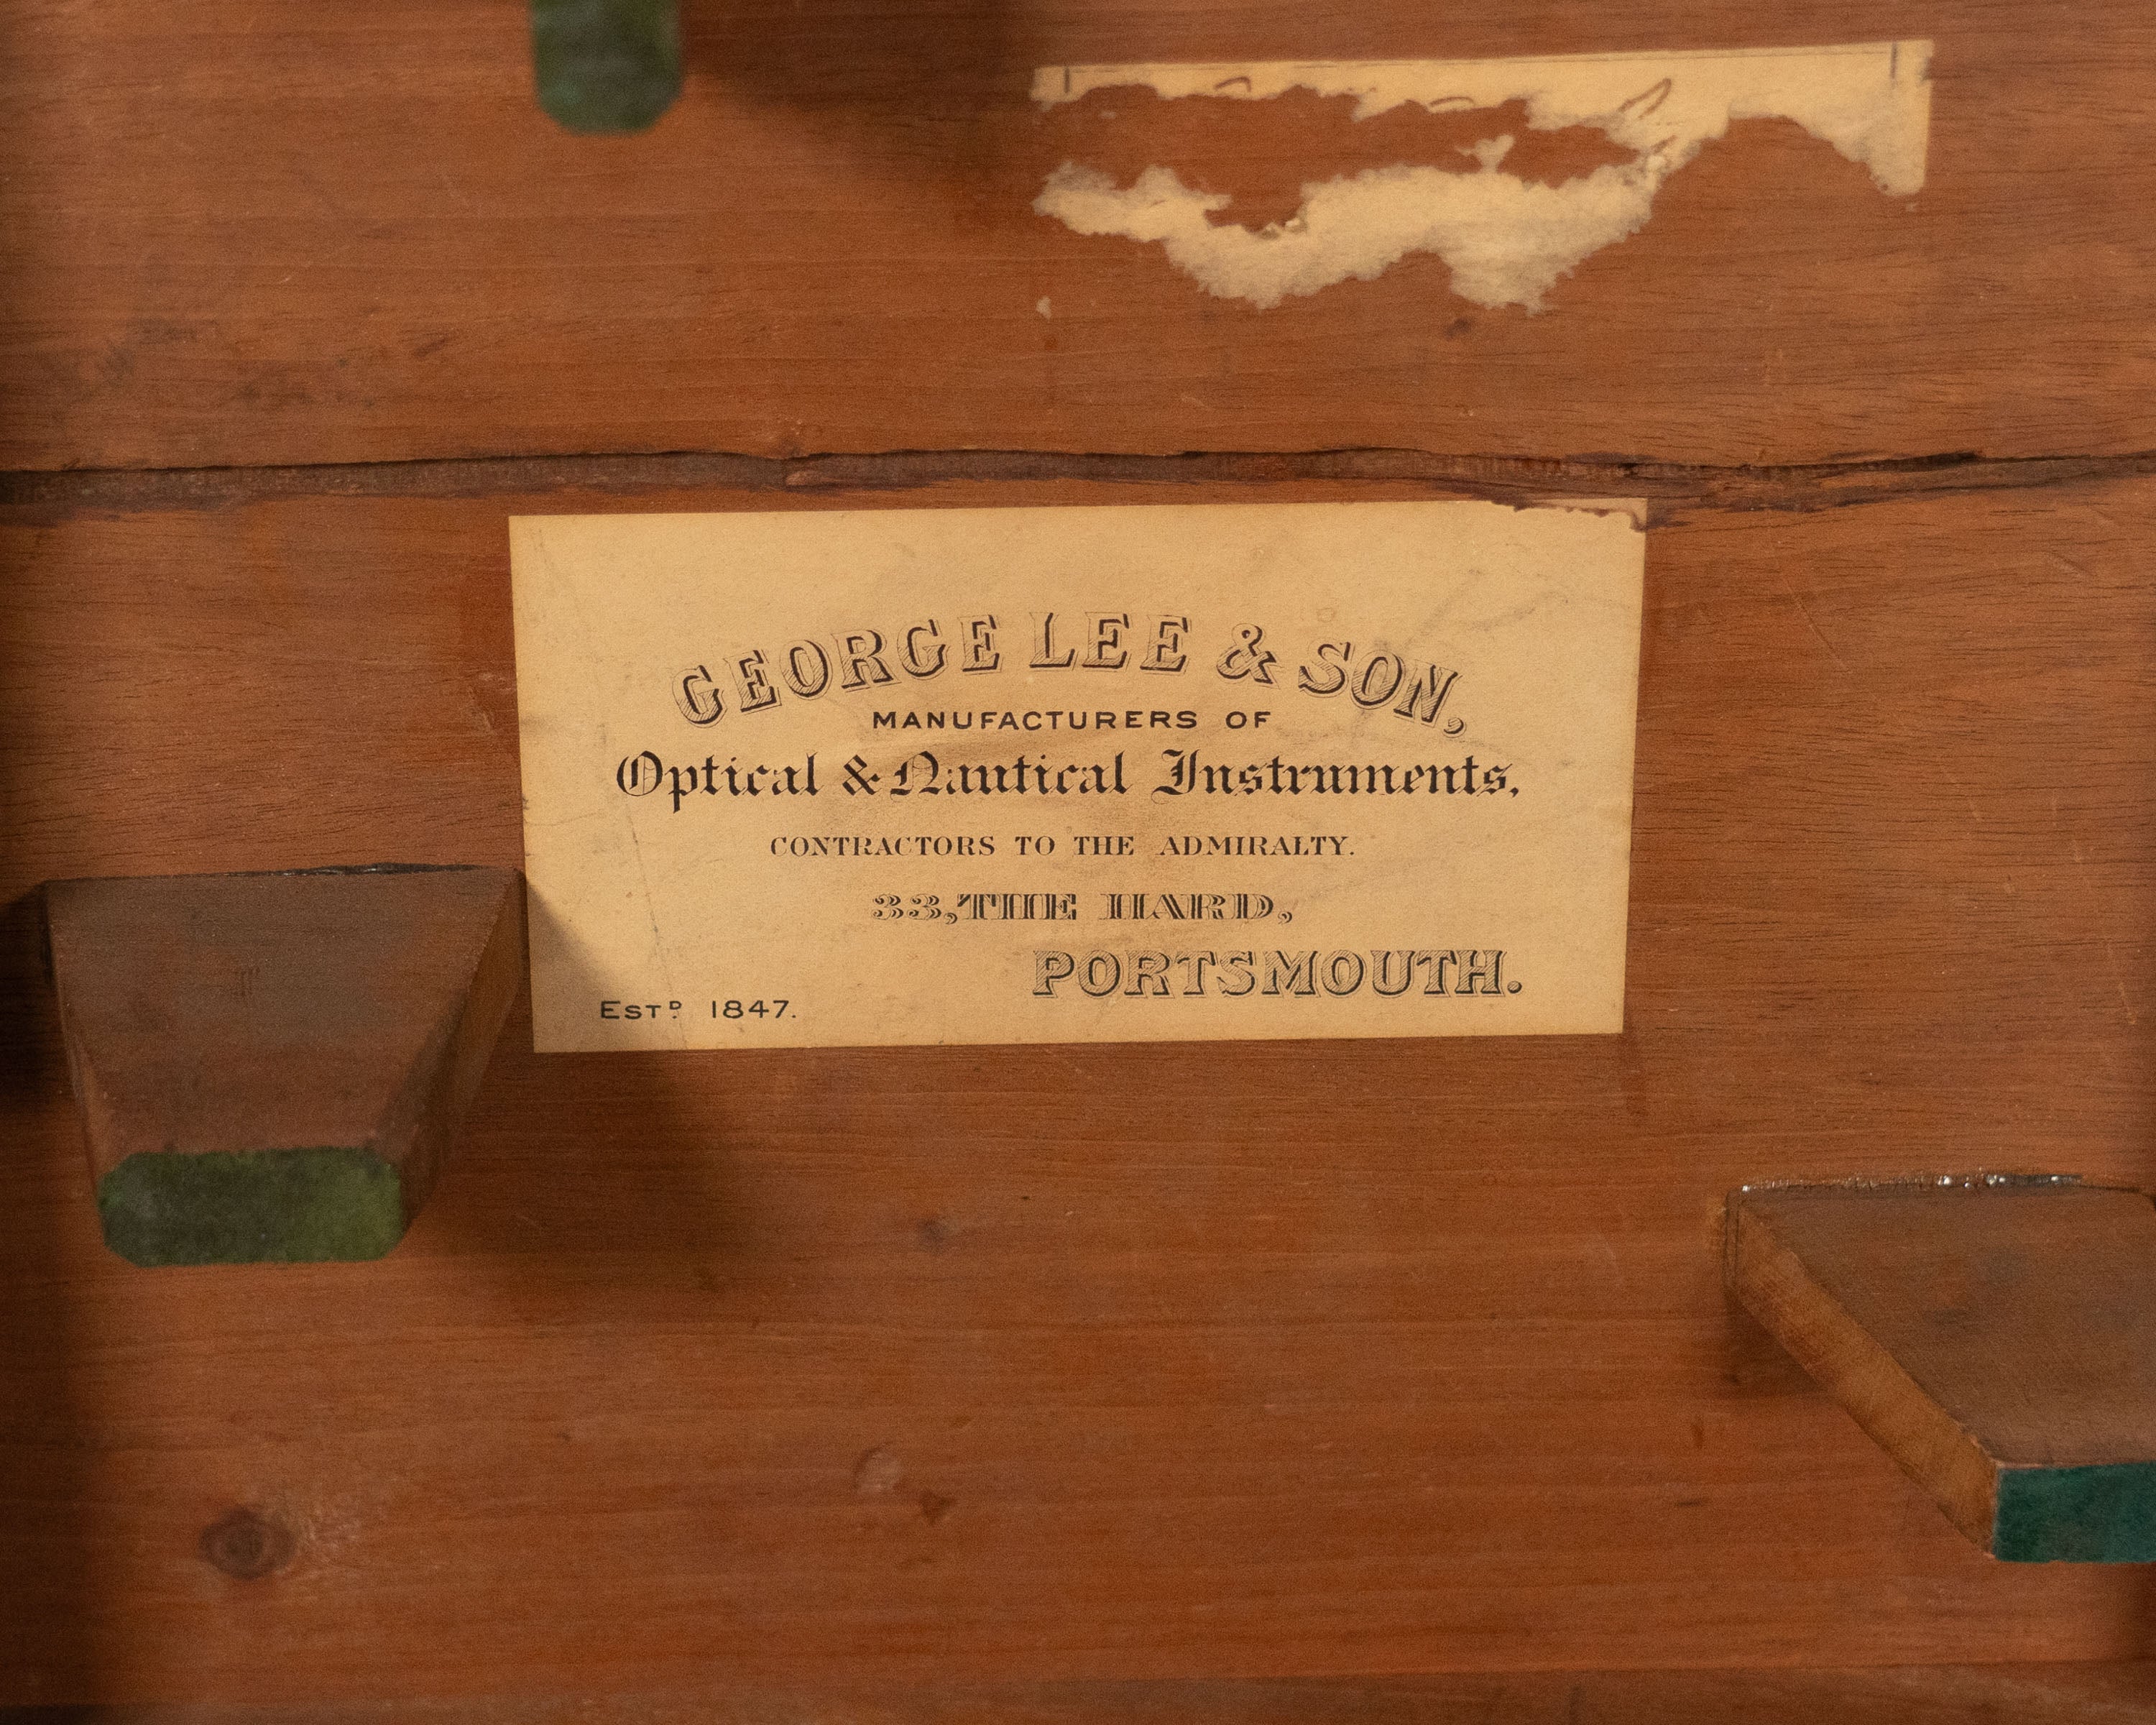 GEORGE LEE & SON,
MANUFACTURERS OF
Optical & Nautical Instruments,
CONTRACTORS TO THE ADMIRALTY.
33, THE HARD,
PORTSMOUTH.
ESTD 1847.